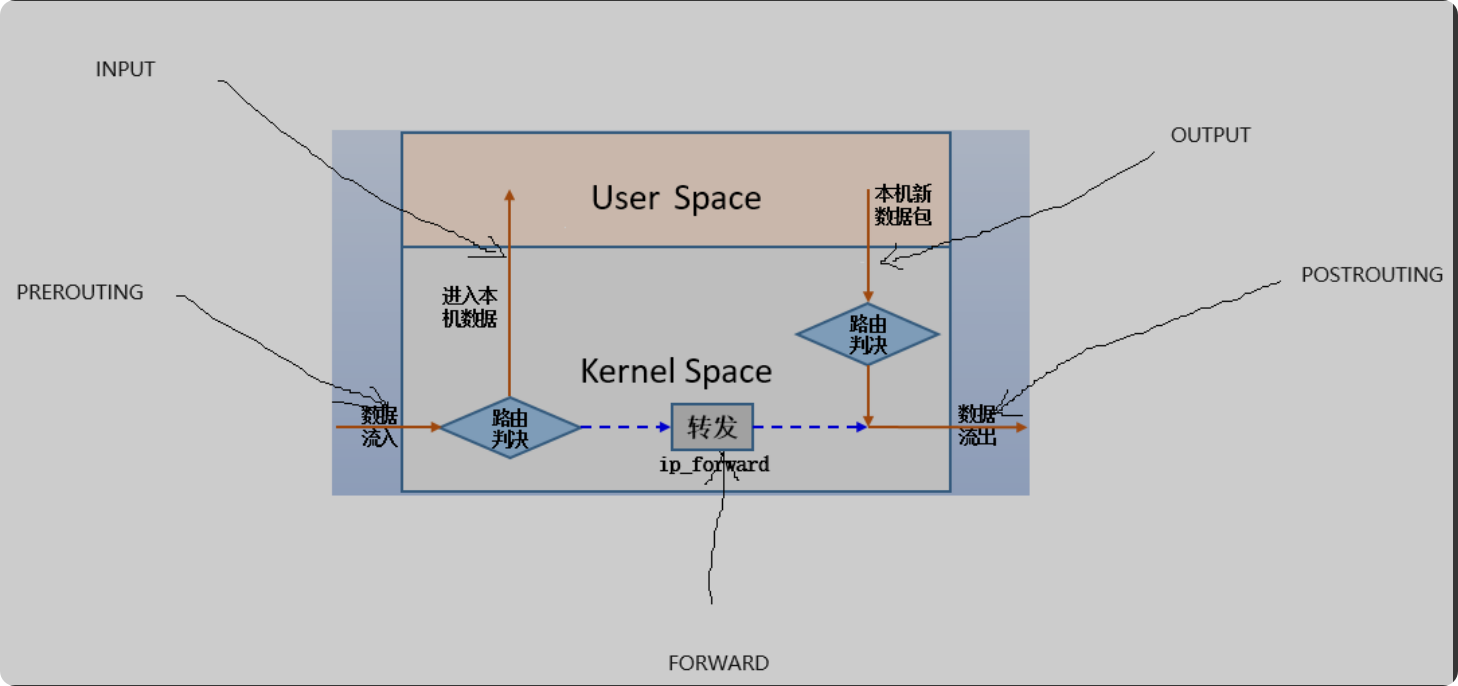 INPUT
OUTPUT
User Space
本机新
数据包
PREROUTING
进入本
机数据
POSTROUTING
路由
判决
Kernel Space
数据
流入
路由
判决
转发
ip_forward
数据
流出
FORWARD